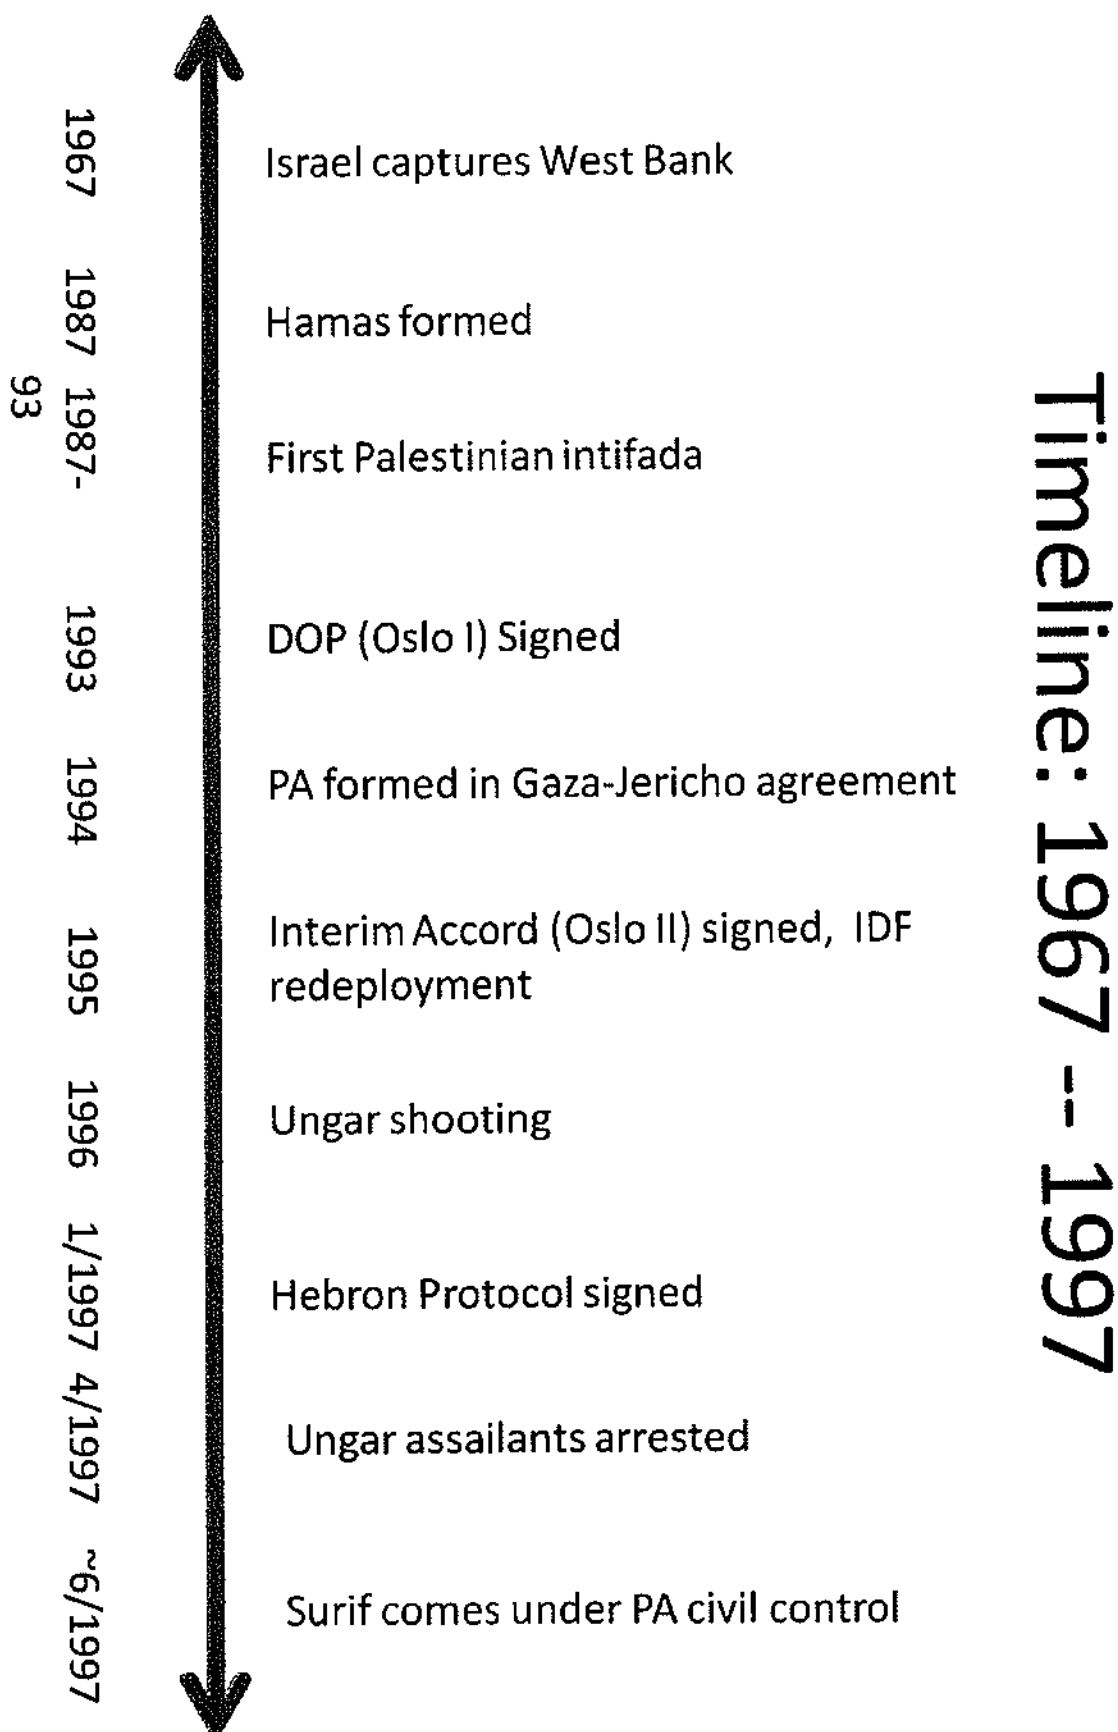 Timeline: 1967 -- 1997
1967
Israel captures West Bank
1987
Hamas formed
1987-
93
First Palestinian intifada
1993
DOP (Oslo I) Signed
1994
PA formed in Gaza-Jericho agreement
1995
Interim Accord (Oslo II) signed, IDF
redeployment
1996
Ungar shooting
1/1997
Hebron Protocol signed
4/1997
Ungar assailants arrested
~6/1997
Surif comes under PA civil control